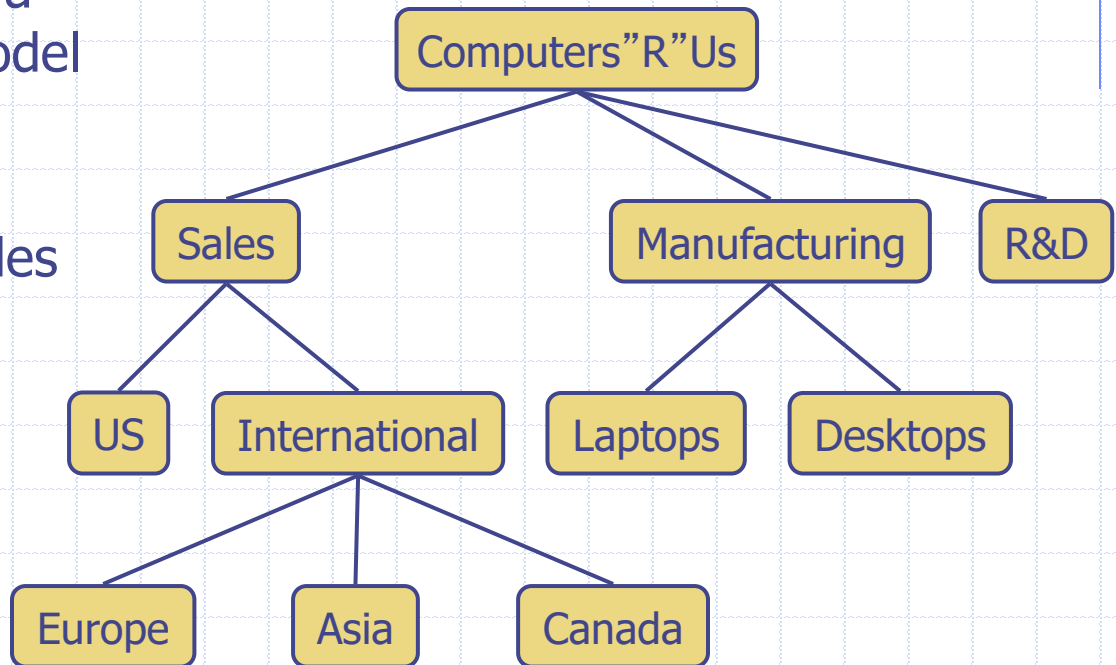 Computers”R”Us
Sales
Manufacturing
R&D
US
International
Laptops
Desktops
Europe
Asia
Canada